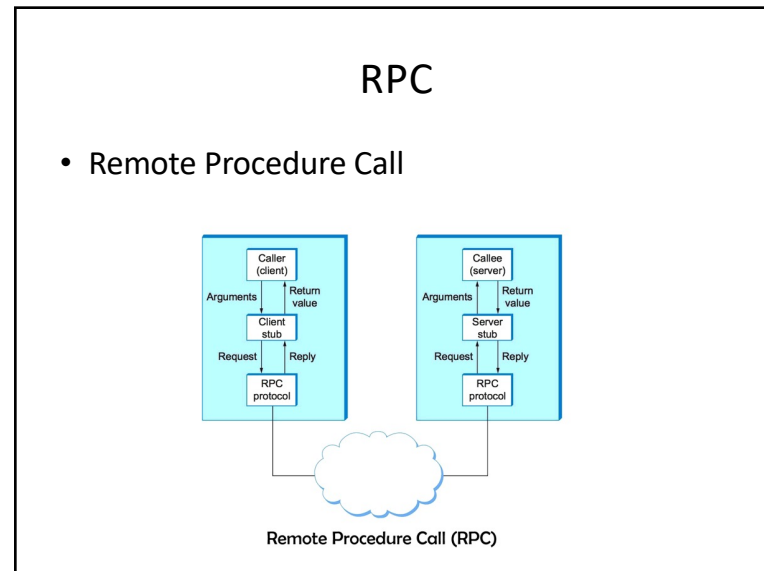 RPC
• Remote Procedure Call
Caller
(client)
Arguments
Return
value
Client
stub
Request
Reply
RPC
protocol
Callee
(server)
Arguments
Return
value
Server
stub
Request
Reply
RPC
protocol
Remote Procedure Call (RPC)